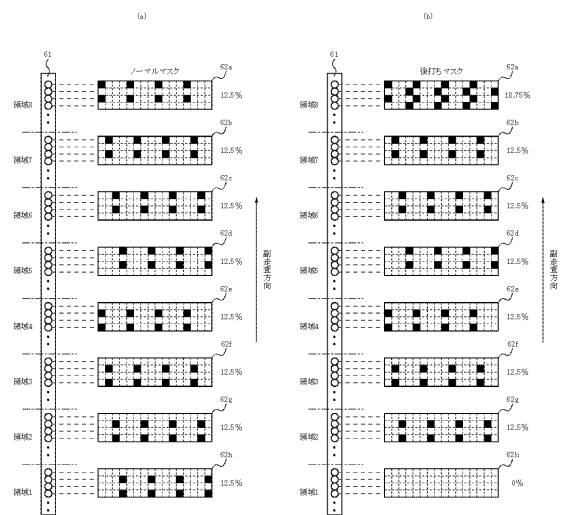 (a)
61
ノーマルマスク
62a
領域8
12.5%
62b
領域7
12.5%
62c
領域6
12.5%
62d
領域5
12.5%
62e
領域4
12.5%
62f
領域3
12.5%
62g
領域2
12.5%
62h
領域1
12.5%
副走査方向
(b)
61
後打ちマスク
62a
領域8
18.75%
62b
領域7
12.5%
62c
領域6
12.5%
62d
領域5
12.5%
62e
領域4
12.5%
62f
領域3
12.5%
62g
領域2
12.5%
62h
領域1
0%
副走査方向